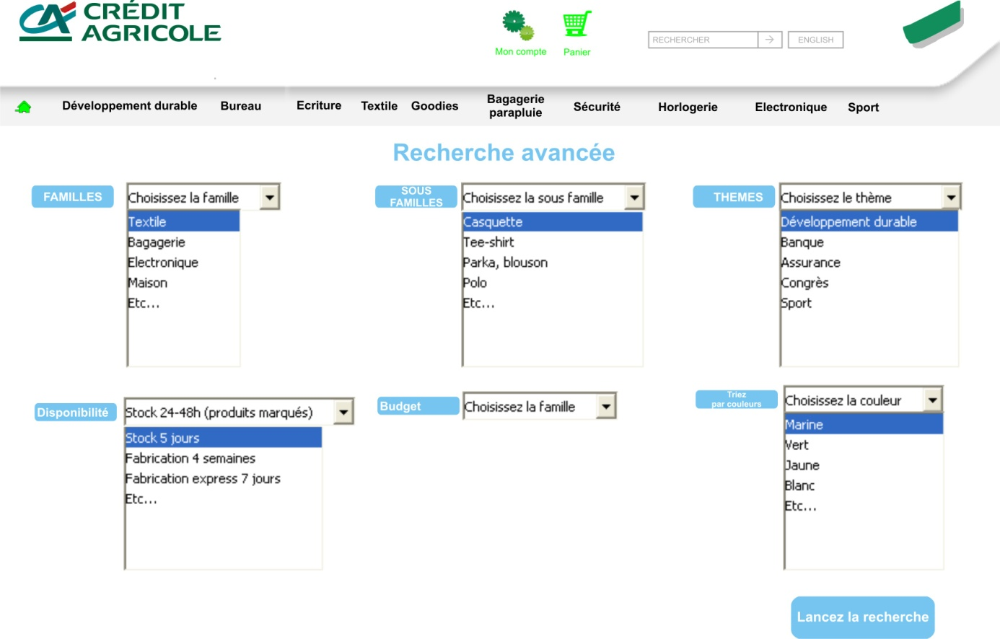 CRÉDIT
AGRICOLE
Mon compte
Panier
RECHERCHER
ENGLISH
Développement durable
Bureau
Ecriture
Textile
Goodies
Bagagerie
parapluie
Sécurité
Horlogerie
Electronique
Sport
Recherche avancée
FAMILLES
Choisissez la famille
Textile
Bagagerie
Electronique
Maison
Etc...
SOUS
FAMILLES
Choisissez la sous famille
Casquette
Tee-shirt
Parka, blouson
Polo
Etc...
THEMES
Choisissez le thème
Développement durable
Banque
Assurance
Congrès
Sport
Disponibilité
Stock 24-48h (produits marqués)
Stock 5 jours
Fabrication 4 semaines
Fabrication express 7 jours
Etc...
Budget
Choisissez la famille
Triez
par couleurs
Choisissez la couleur
Marine
Vert
Jaune
Blanc
Etc...
Lancez la recherche